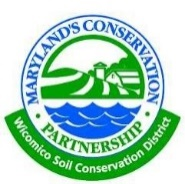 MARYLAND'S CONSERVATION
PARTNERSHIP
Wicomico Soil Conservation District